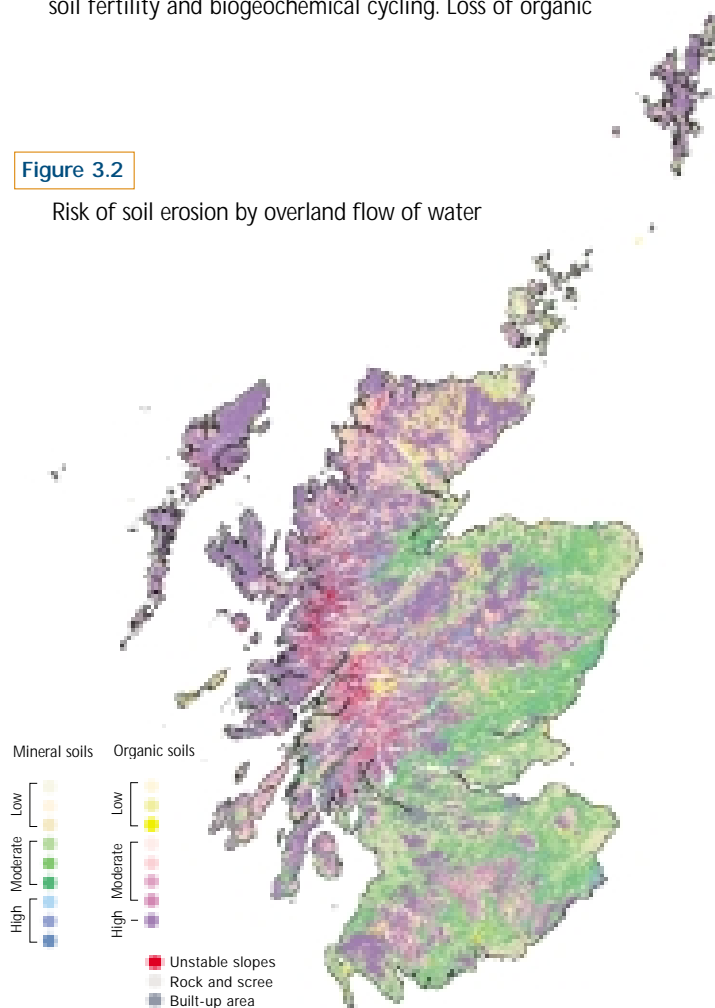 soil fertility and biogeochemical cycling. Loss of organic
Figure 3.2
Risk of soil erosion by overland flow of water
Mineral soils
Low
Moderate
High
Organic soils
Low
Moderate
High
Unstable slopes
Rock and scree
Built-up area